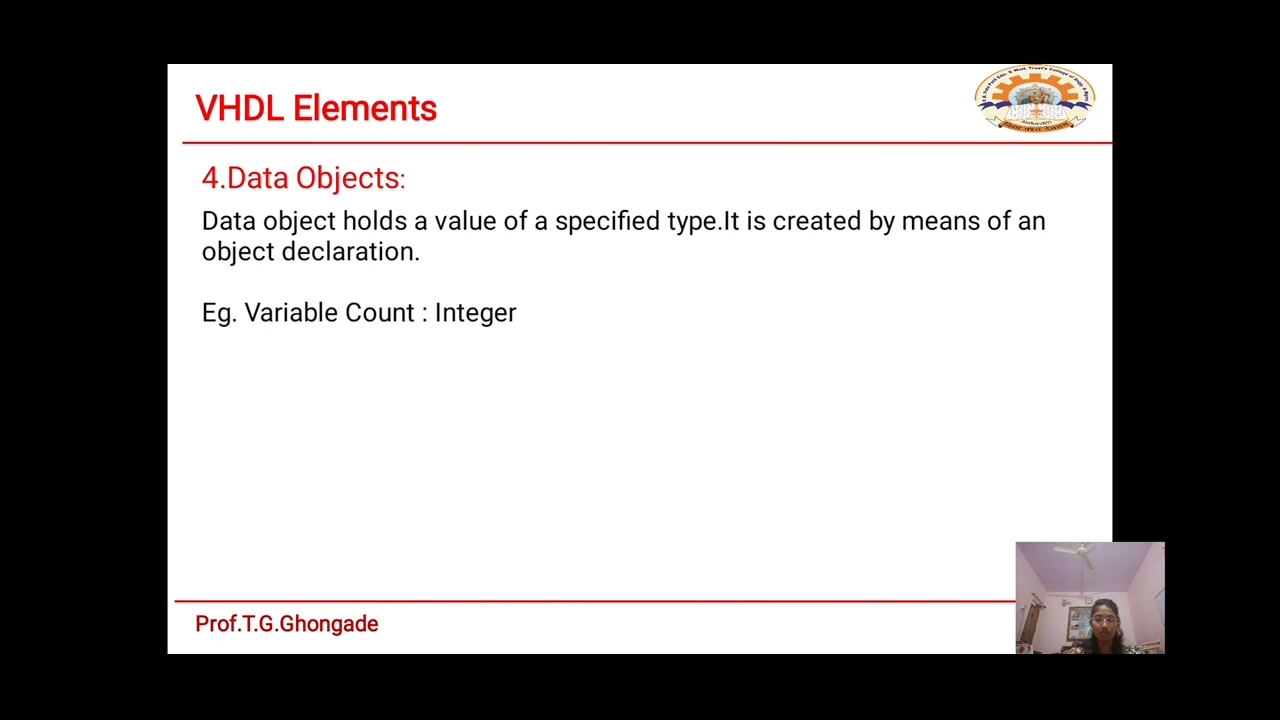 VHDL Elements
4.Data Objects:
Data object holds a value of a specified type.It is created by means of an
object declaration.
Eg. Variable Count : Integer
Prof.T.G.Ghongade